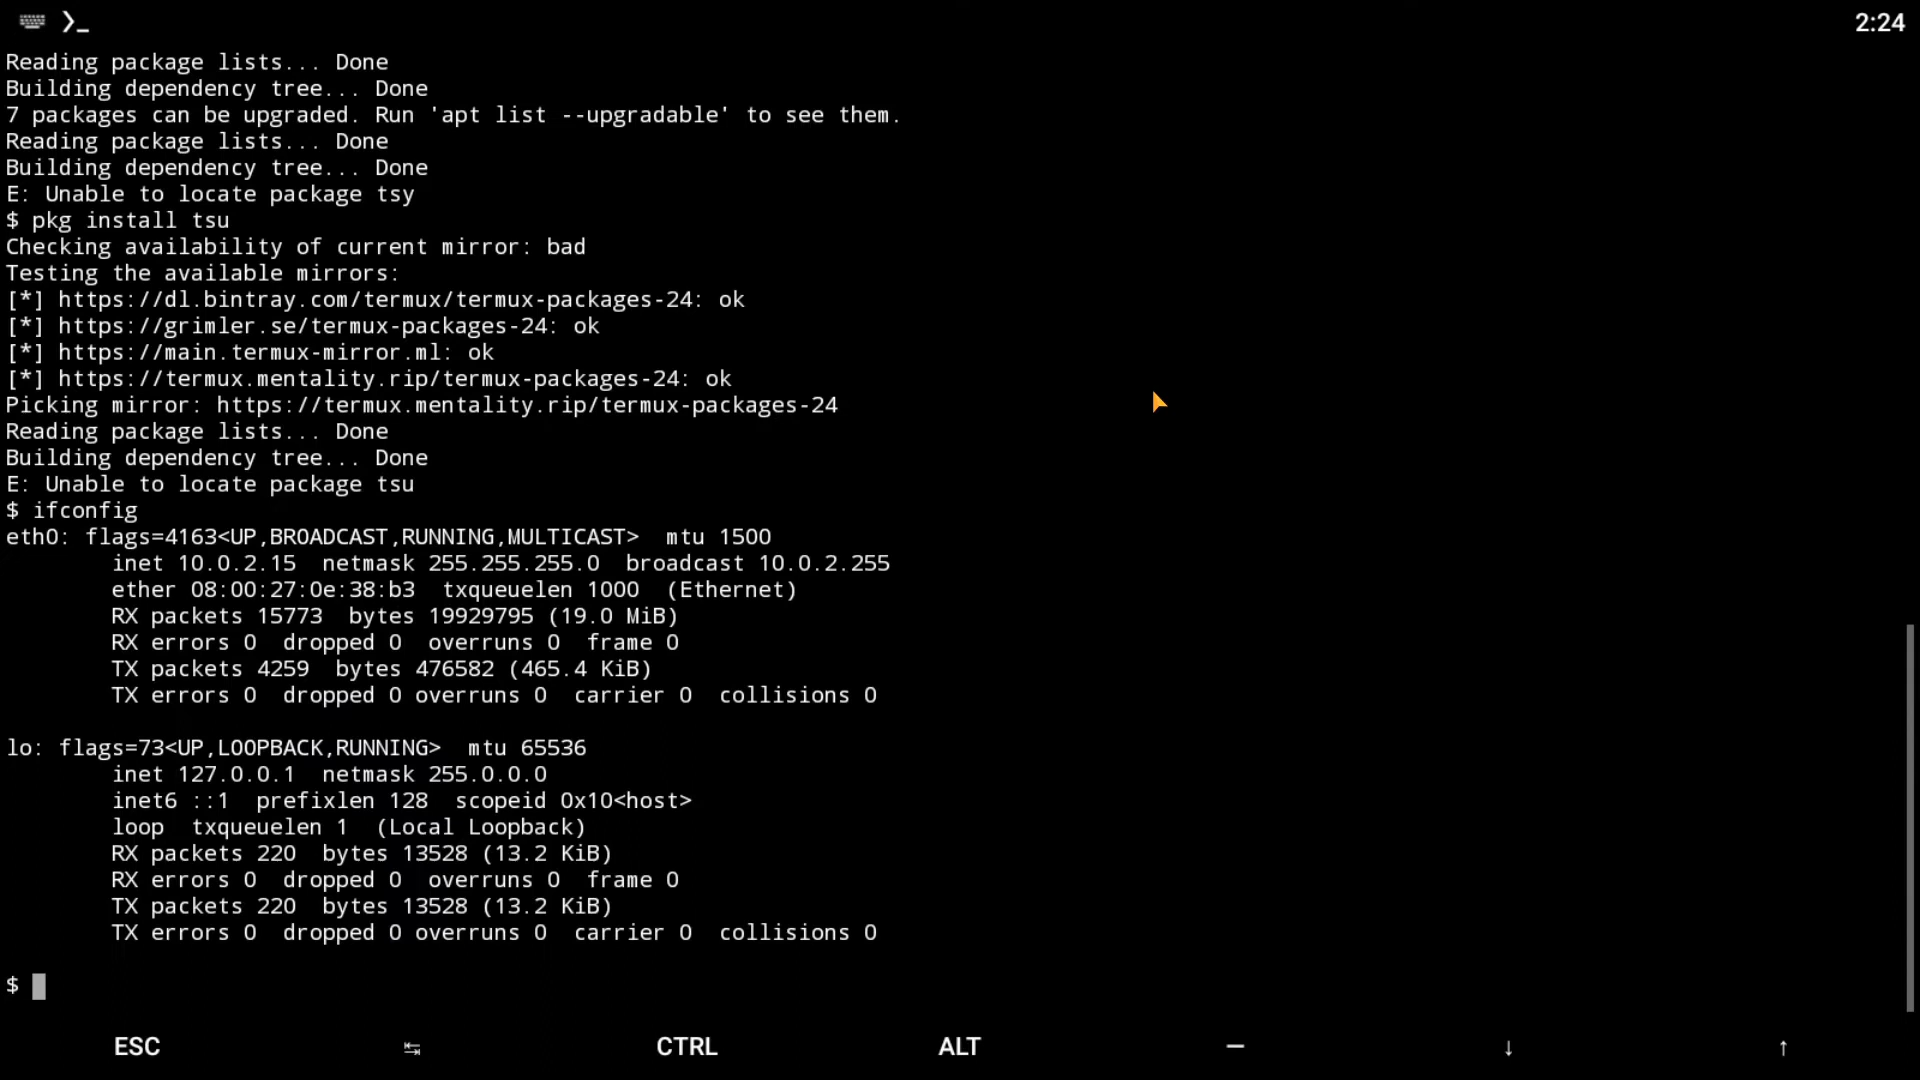 2:24
Reading package lists... Done
Building dependency tree... Done
7 packages can be upgraded. Run 'apt list --upgradable' to see them.
Reading package lists... Done
Building dependency tree... Done
E: Unable to locate package tsy
$ pkg install tsu
Checking availability of current mirror: bad
Testing the available mirrors:
[*] https://dl.bintray.com/termux/termux-packages-24: ok
[*] https://grimler.se/termux-packages-24: ok
[*] https://main.termux-mirror.ml: ok
[*] https://termux.mentality.rip/termux-packages-24: ok
Picking mirror: https://termux.mentality.rip/termux-packages-24
Reading package lists... Done
Building dependency tree... Done
E: Unable to locate package tsu
$ ifconfig
eth0: flags=4163<UP,BROADCAST,RUNNING,MULTICAST>  mtu 1500
        inet 10.0.2.15  netmask 255.255.255.0  broadcast 10.0.2.255
        ether 08:00:27:0e:38:b3  txqueuelen 1000  (Ethernet)
        RX packets 15773  bytes 19929795 (19.0 MiB)
        RX errors 0  dropped 0  overruns 0  frame 0
        TX packets 4259  bytes 476582 (465.4 KiB)
        TX errors 0  dropped 0 overruns 0  carrier 0  collisions 0

lo: flags=73<UP,LOOPBACK,RUNNING>  mtu 65536
        inet 127.0.0.1  netmask 255.0.0.0
        inet6 ::1  prefixlen 128  scopeid 0x10<host>
        loop  txqueuelen 1  (Local Loopback)
        RX packets 220  bytes 13528 (13.2 KiB)
        RX errors 0  dropped 0  overruns 0  frame 0
        TX packets 220  bytes 13528 (13.2 KiB)
        TX errors 0  dropped 0 overruns 0  carrier 0  collisions 0

$
ESC ↹ CTRL ALT — ↓ ↑